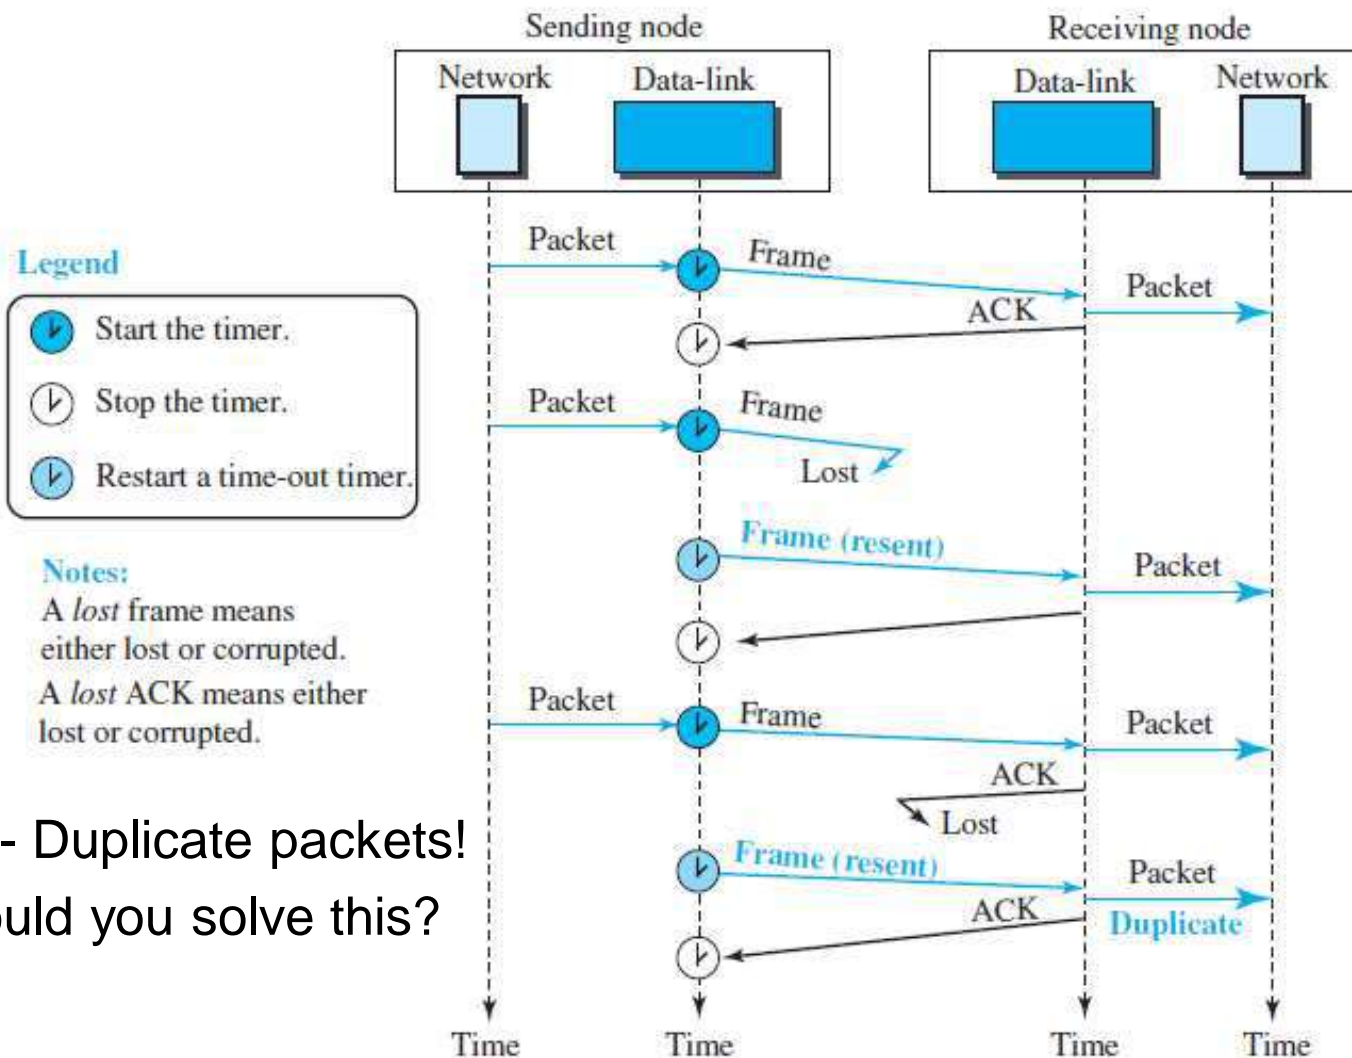 Sending node
Receiving node
Network
Data-link
Data-link
Network
Packet
Frame
Packet
ACK
Legend
Start the timer.
Stop the timer.
Restart a time-out timer.
Packet
Frame
Lost
Frame (resent)
Packet
Notes:
A lost frame means
either lost or corrupted.
A lost ACK means either
lost or corrupted.
Packet
Frame
Packet
ACK
Lost
- Duplicate packets!
you solve this?
Frame (resent)
Packet
ACK
Duplicate
Time
Time
Time
Time